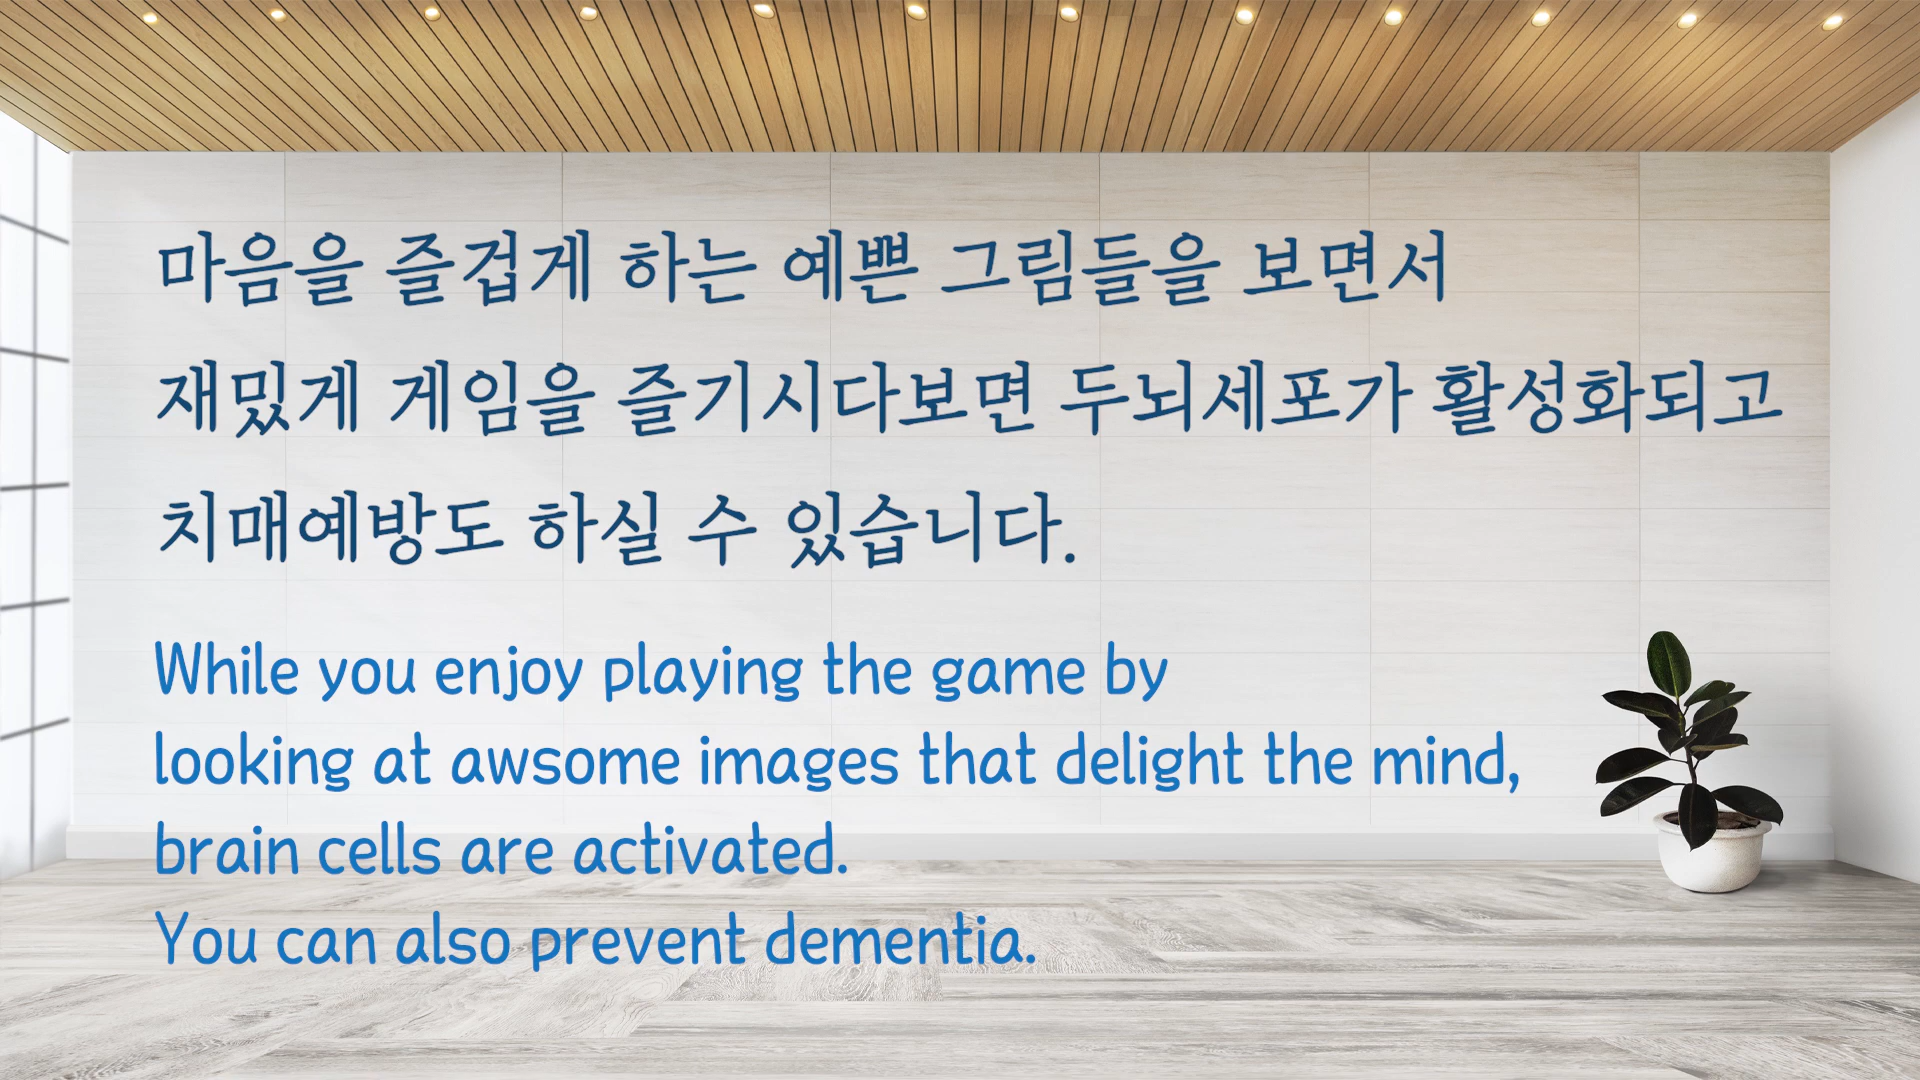 마음을 즐겁게 하는 예쁜 그림들을 보면서
재밌게 게임을 즐기시다보면 두뇌세포가 활성화되고
치매예방도 하실 수 있습니다.
While you enjoy playing the game by
looking at awsome images that delight the mind,
brain cells are activated.
You can also prevent dementia.